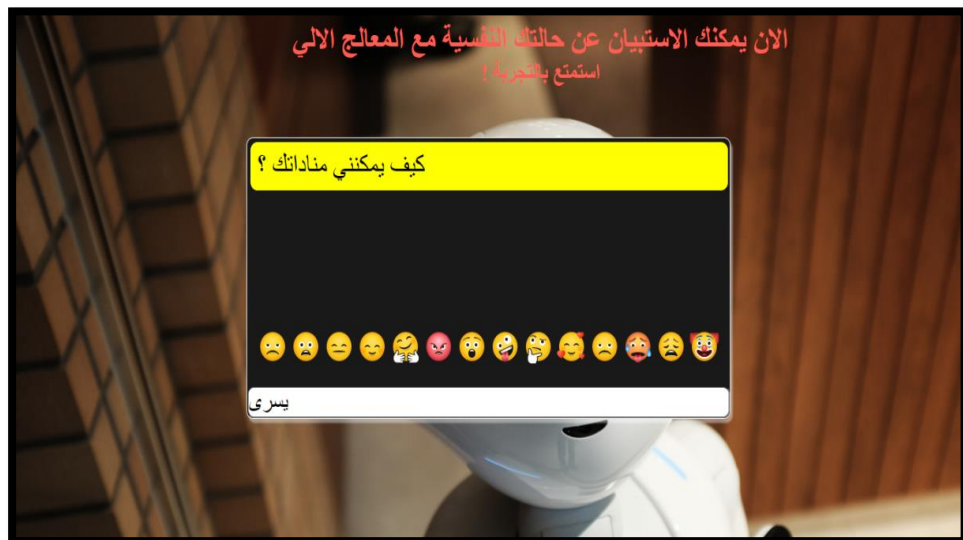 الان يمكنك الاستبيان عن حالتك النفسية مع المعالج الالي
استمتع بالتجربة !
كيف يمكنني مناداتك ؟
يسرى